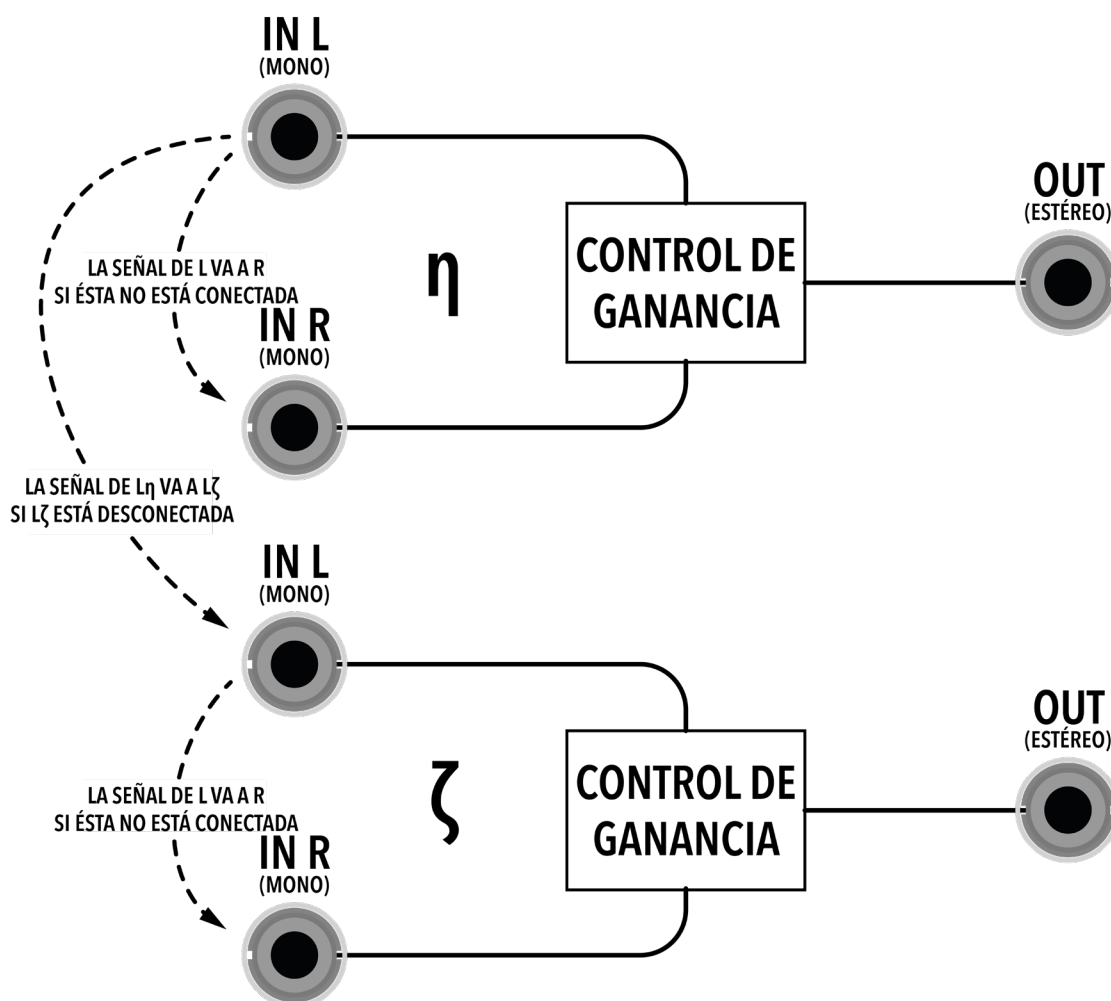 IN L
(MONO)
LA SEÑAL DE L VA A R
SI ÉSTA NO ESTÁ CONECTADA
IN R
(MONO)
η
CONTROL DE
GANANCIA
OUT
(ESTÉREO)
LA SEÑAL DE Lη VA A Lζ
SI Lζ ESTÁ DESCONECTADA
IN L
(MONO)
LA SEÑAL DE L VA A R
SI ÉSTA NO ESTÁ CONECTADA
IN R
(MONO)
ζ
CONTROL DE
GANANCIA
OUT
(ESTÉREO)